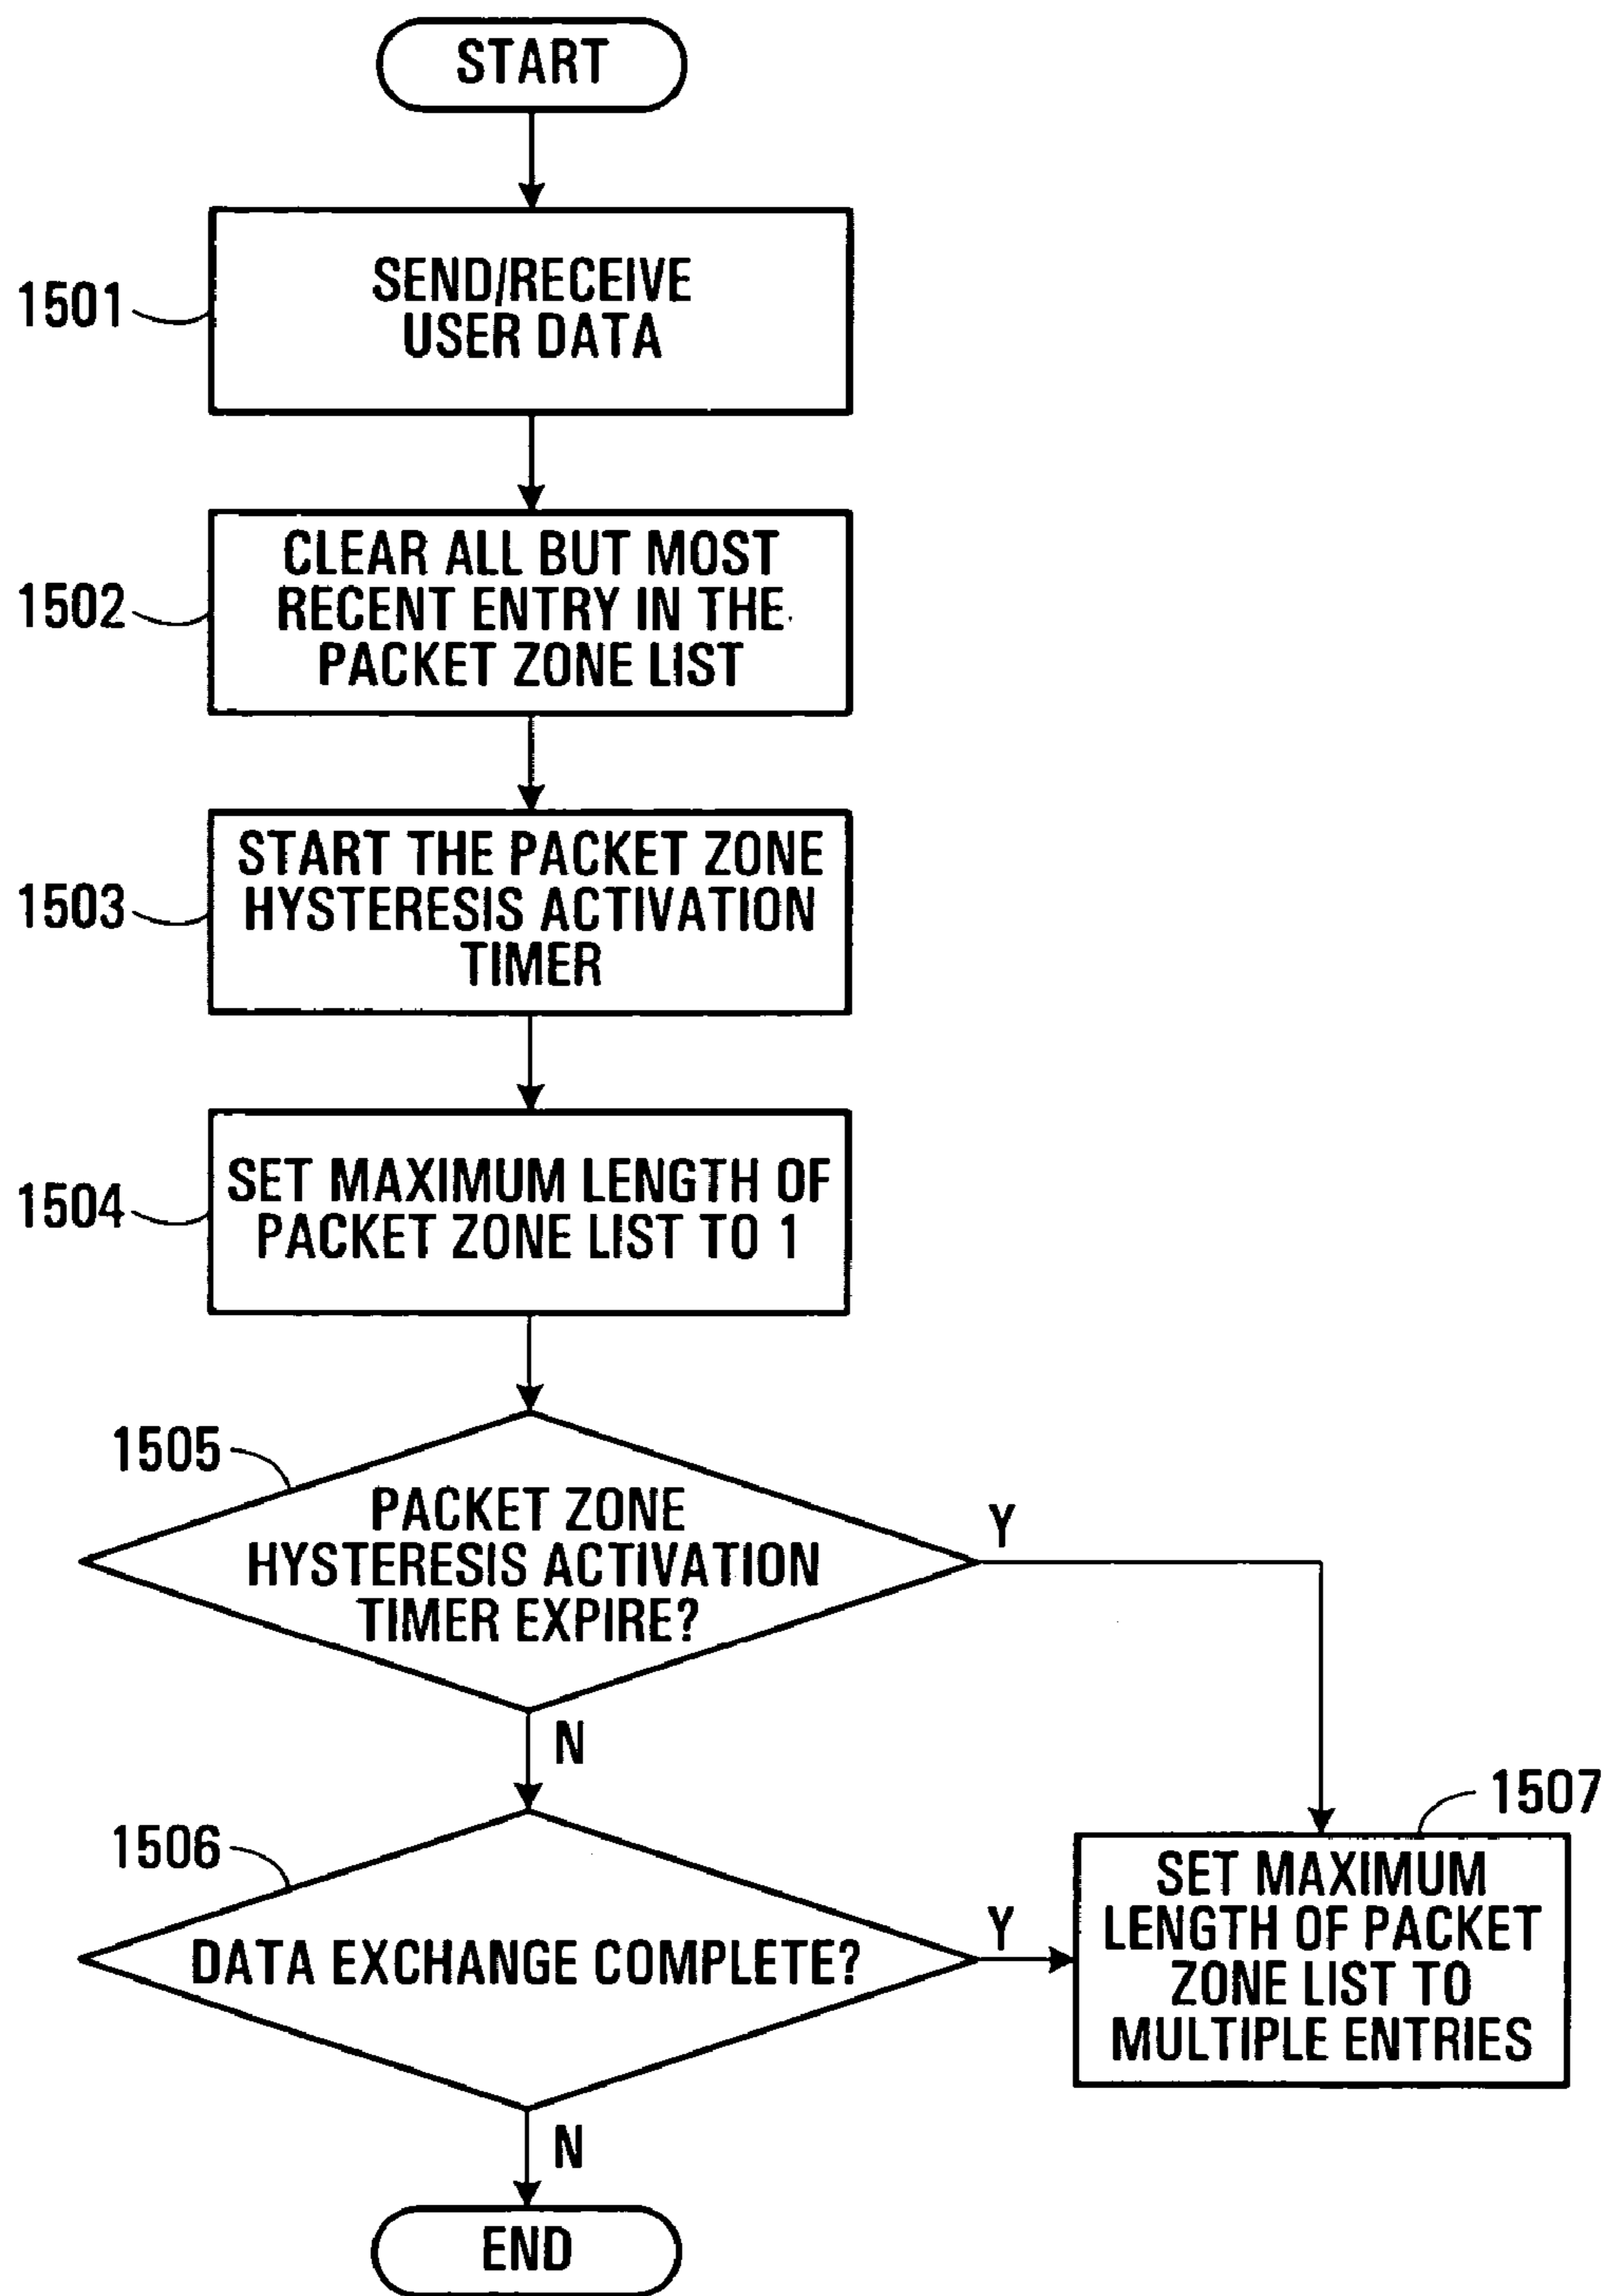 START
1501
SEND/RECEIVE
USER DATA
1502
CLEAR ALL BUT MOST
RECENT ENTRY IN THE
PACKET ZONE LIST
1503
START THE PACKET ZONE
HYSTERESIS ACTIVATION
TIMER
1504
SET MAXIMUM LENGTH OF
PACKET ZONE LIST TO 1
1505
PACKET ZONE
HYSTERESIS ACTIVATION
TIMER EXPIRE?
Y
N
1506
DATA EXCHANGE COMPLETE?
Y
1507
SET MAXIMUM
LENGTH OF PACKET
ZONE LIST TO
MULTIPLE ENTRIES
N
END